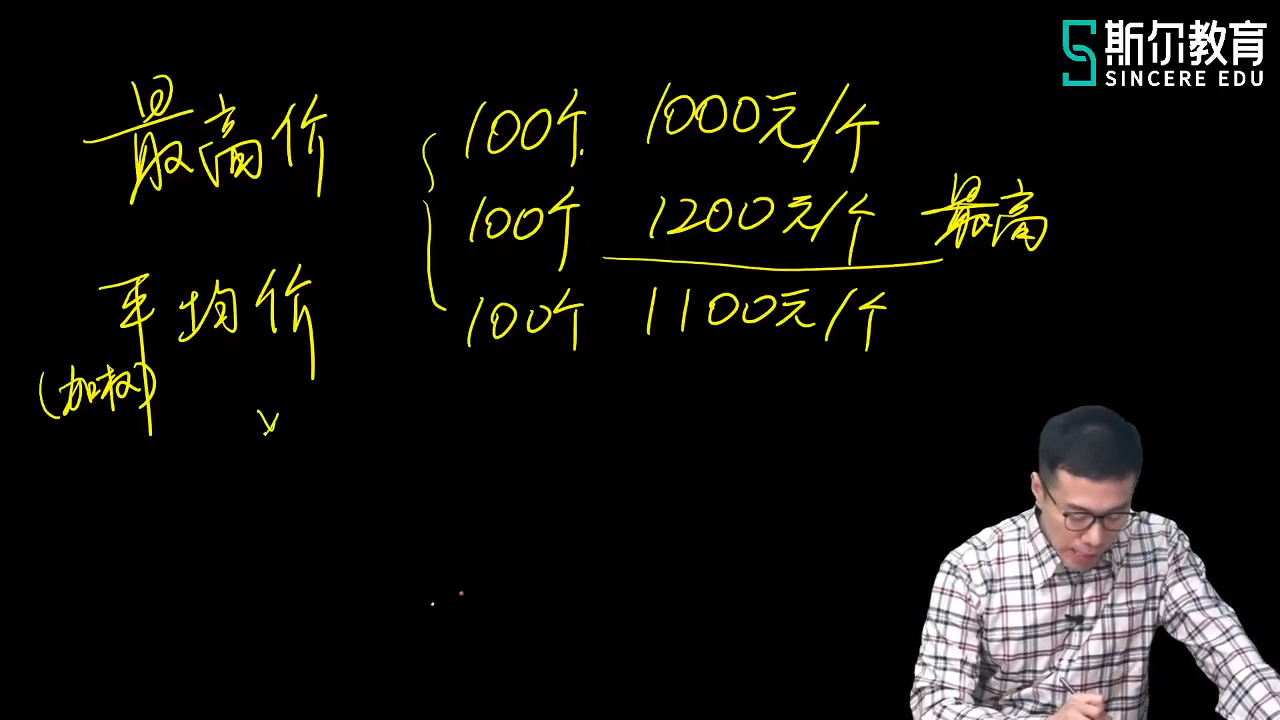 斯尔教育
SINCERE EDU
最高价
100个 1000元/个
100个 1200元/个 最高
平均价
100个 1100元/个
(加权)